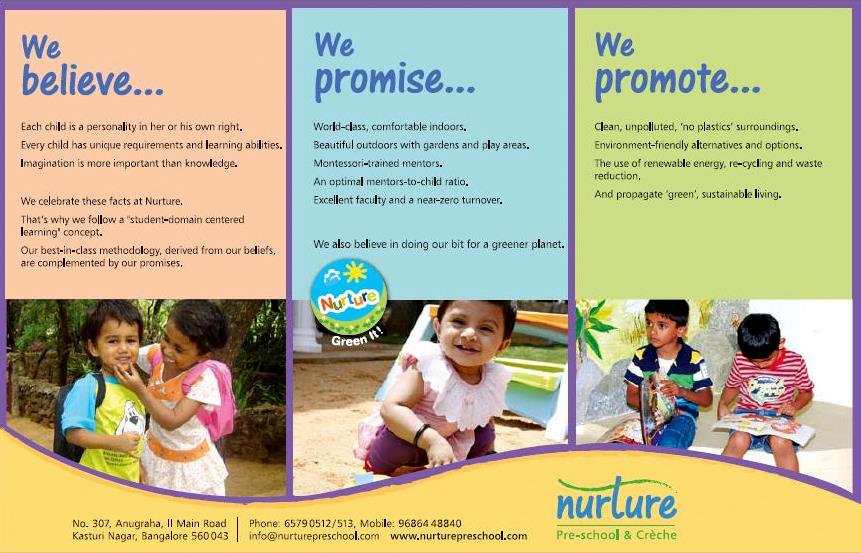 We
believe...
Each child is a personality in her or his own right.
Every child has unique requirements and learning abilities.
Imagination is more important than knowledge.
We celebrate these facts at Nurture.
That's why we follow a "student-domain centered
learning" concept.
Our best-in-class methodology, derived from our beliefs,
are complemented by our promises.
We
promise...
World-class, comfortable indoors.
Beautiful outdoors with gardens and play areas.
Montessori-trained mentors.
An optimal mentors-to-child ratio.
Excellent faculty and a near-zero turnover.
We also believe in doing our bit for a greener planet.
Nurture
Green It!
We
promote...
Clean, unpolluted, 'no plastics' surroundings.
Environment-friendly alternatives and options.
The use of renewable energy, re-cycling and waste
reduction.
And propagate 'green', sustainable living.
No. 307, Anugraha, II Main Road
Kasturi Nagar, Bangalore 560 043
Phone: 6579 0512/513, Mobile: 96864 48840
info@nurturepreschool.com www.nurturepreschool.com
nurture
Pre-school & Crèche